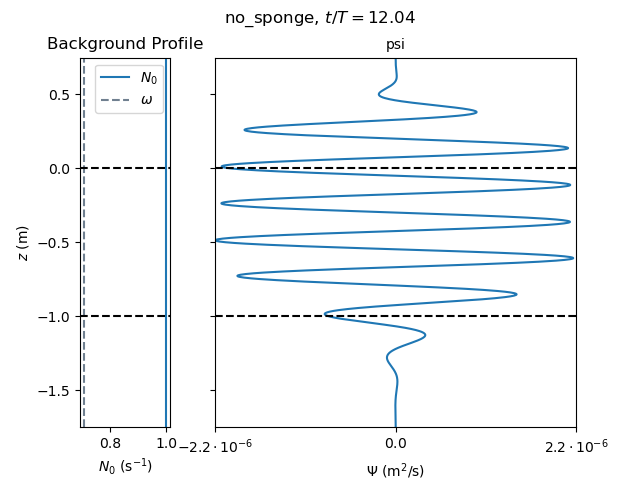 no_sponge, t/T = 12.04
Background Profile
psi
N₀
ω
0.5
0.0
−0.5
−1.0
−1.5
z (m)
0.8
1.0
−2.2 · 10⁻⁶
0.0
2.2 · 10⁻⁶
N₀ (s⁻¹)
Ψ (m²/s)